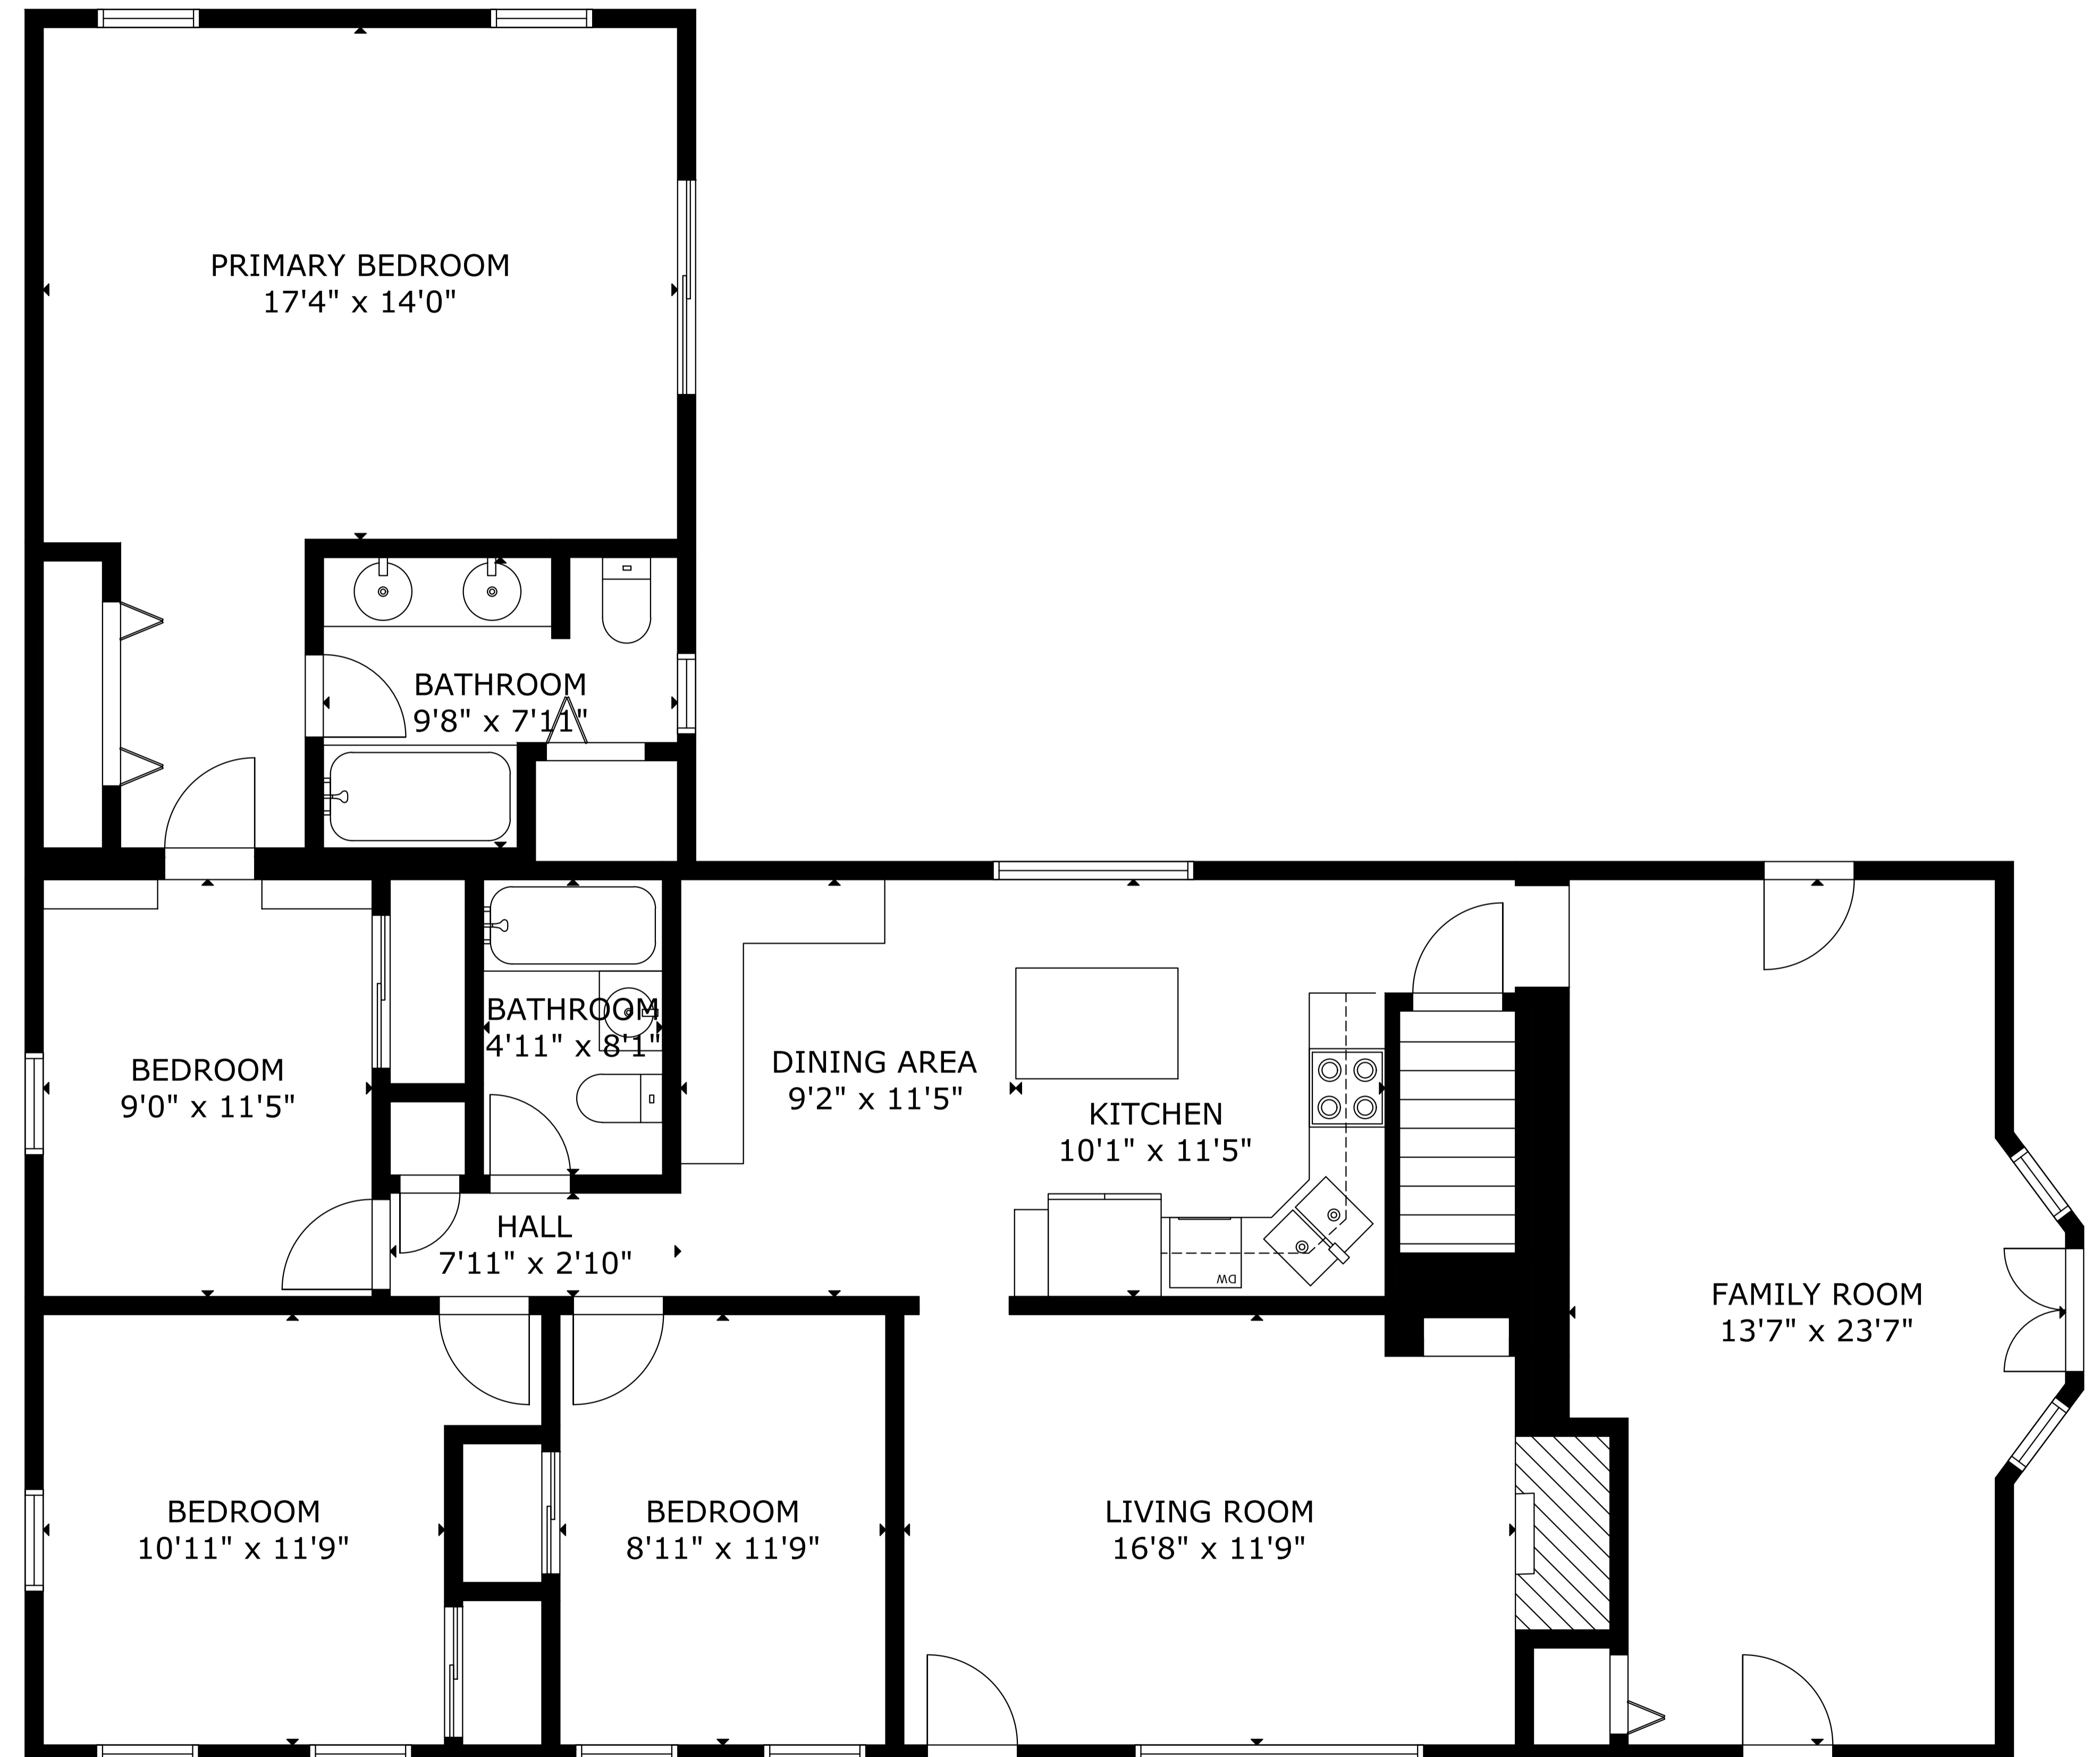 PRIMARY BEDROOM
17'4" x 14'0"
BATHROOM
9'8" x 7'11"
BATHROOM
4'11" x 8'1"
BEDROOM
9'0" x 11'5"
DINING AREA
9'2" x 11'5"
KITCHEN
10'1" x 11'5"
DW
HALL
7'11" x 2'10"
FAMILY ROOM
13'7" x 23'7"
BEDROOM
10'11" x 11'9"
BEDROOM
8'11" x 11'9"
LIVING ROOM
16'8" x 11'9"